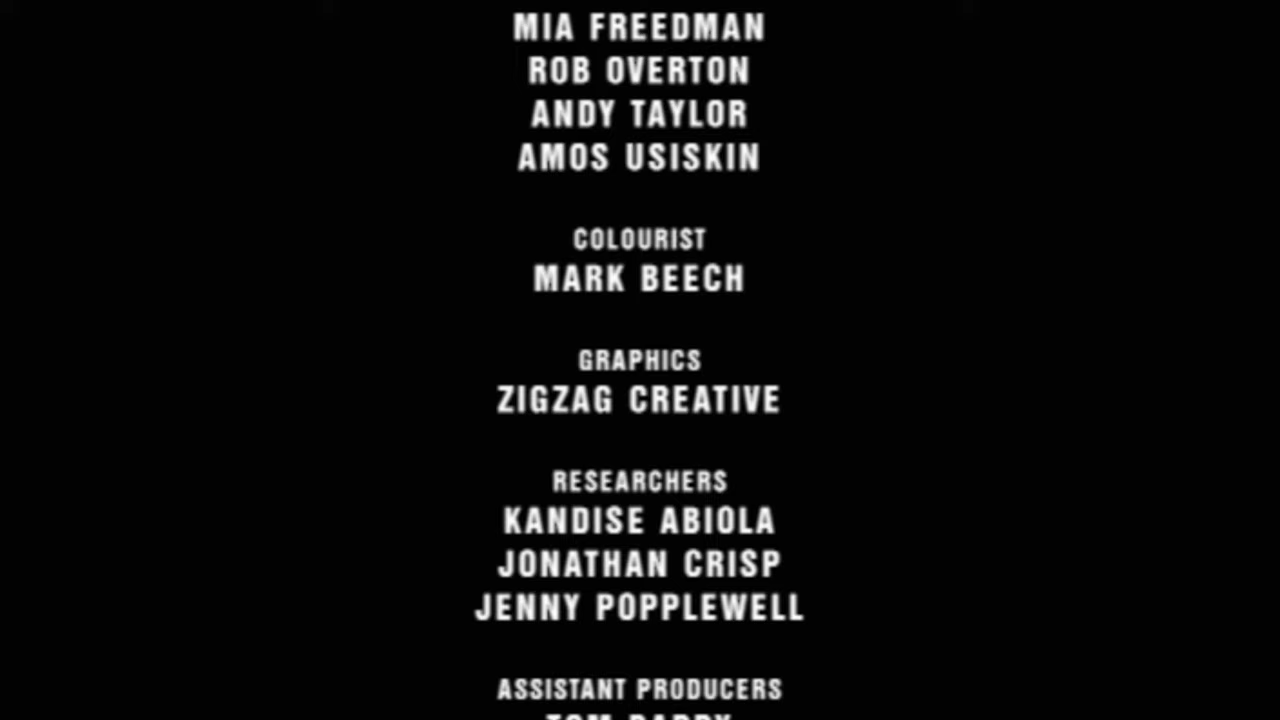 MIA FREEDMAN
ROB OVERTON
ANDY TAYLOR
AMOS USISKIN
COLOURIST
MARK BEECH
GRAPHICS
ZIGZAG CREATIVE
RESEARCHERS
KANDISE ABIOLA
JONATHAN CRISP
JENNY POPPLEWELL
ASSISTANT PRODUCERS
TOM